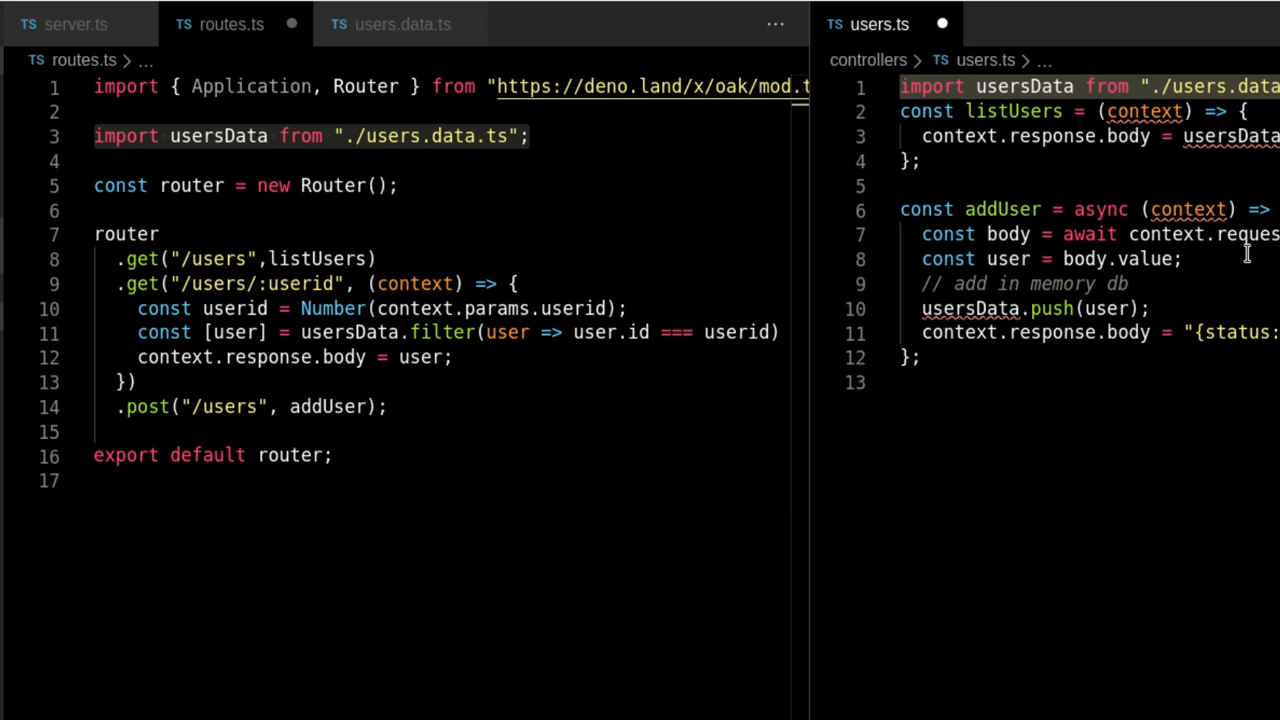 TS server.ts TS routes.ts TS users.data.ts ... TS users.ts
TS routes.ts > ...
controllers > TS users.ts > ...
1 import { Application, Router } from "https://deno.land/x/oak/mod.t
2
3 import usersData from "./users.data.ts";
4
5 const router = new Router();
6
7 router
8 .get("/users",listUsers)
9 .get("/users/:userid", (context) => {
10 const userid = Number(context.params.userid);
11 const [user] = usersData.filter(user => user.id === userid)
12 context.response.body = user;
13 })
14 .post("/users", addUser);
15
16 export default router;
17
1 import usersData from "./users.data
2 const listUsers = (context) => {
3 context.response.body = usersData
4 };
5
6 const addUser = async (context) =>
7 const body = await context.reques
8 const user = body.value;
9 // add in memory db
10 usersData.push(user);
11 context.response.body = "{status:
12 };
13